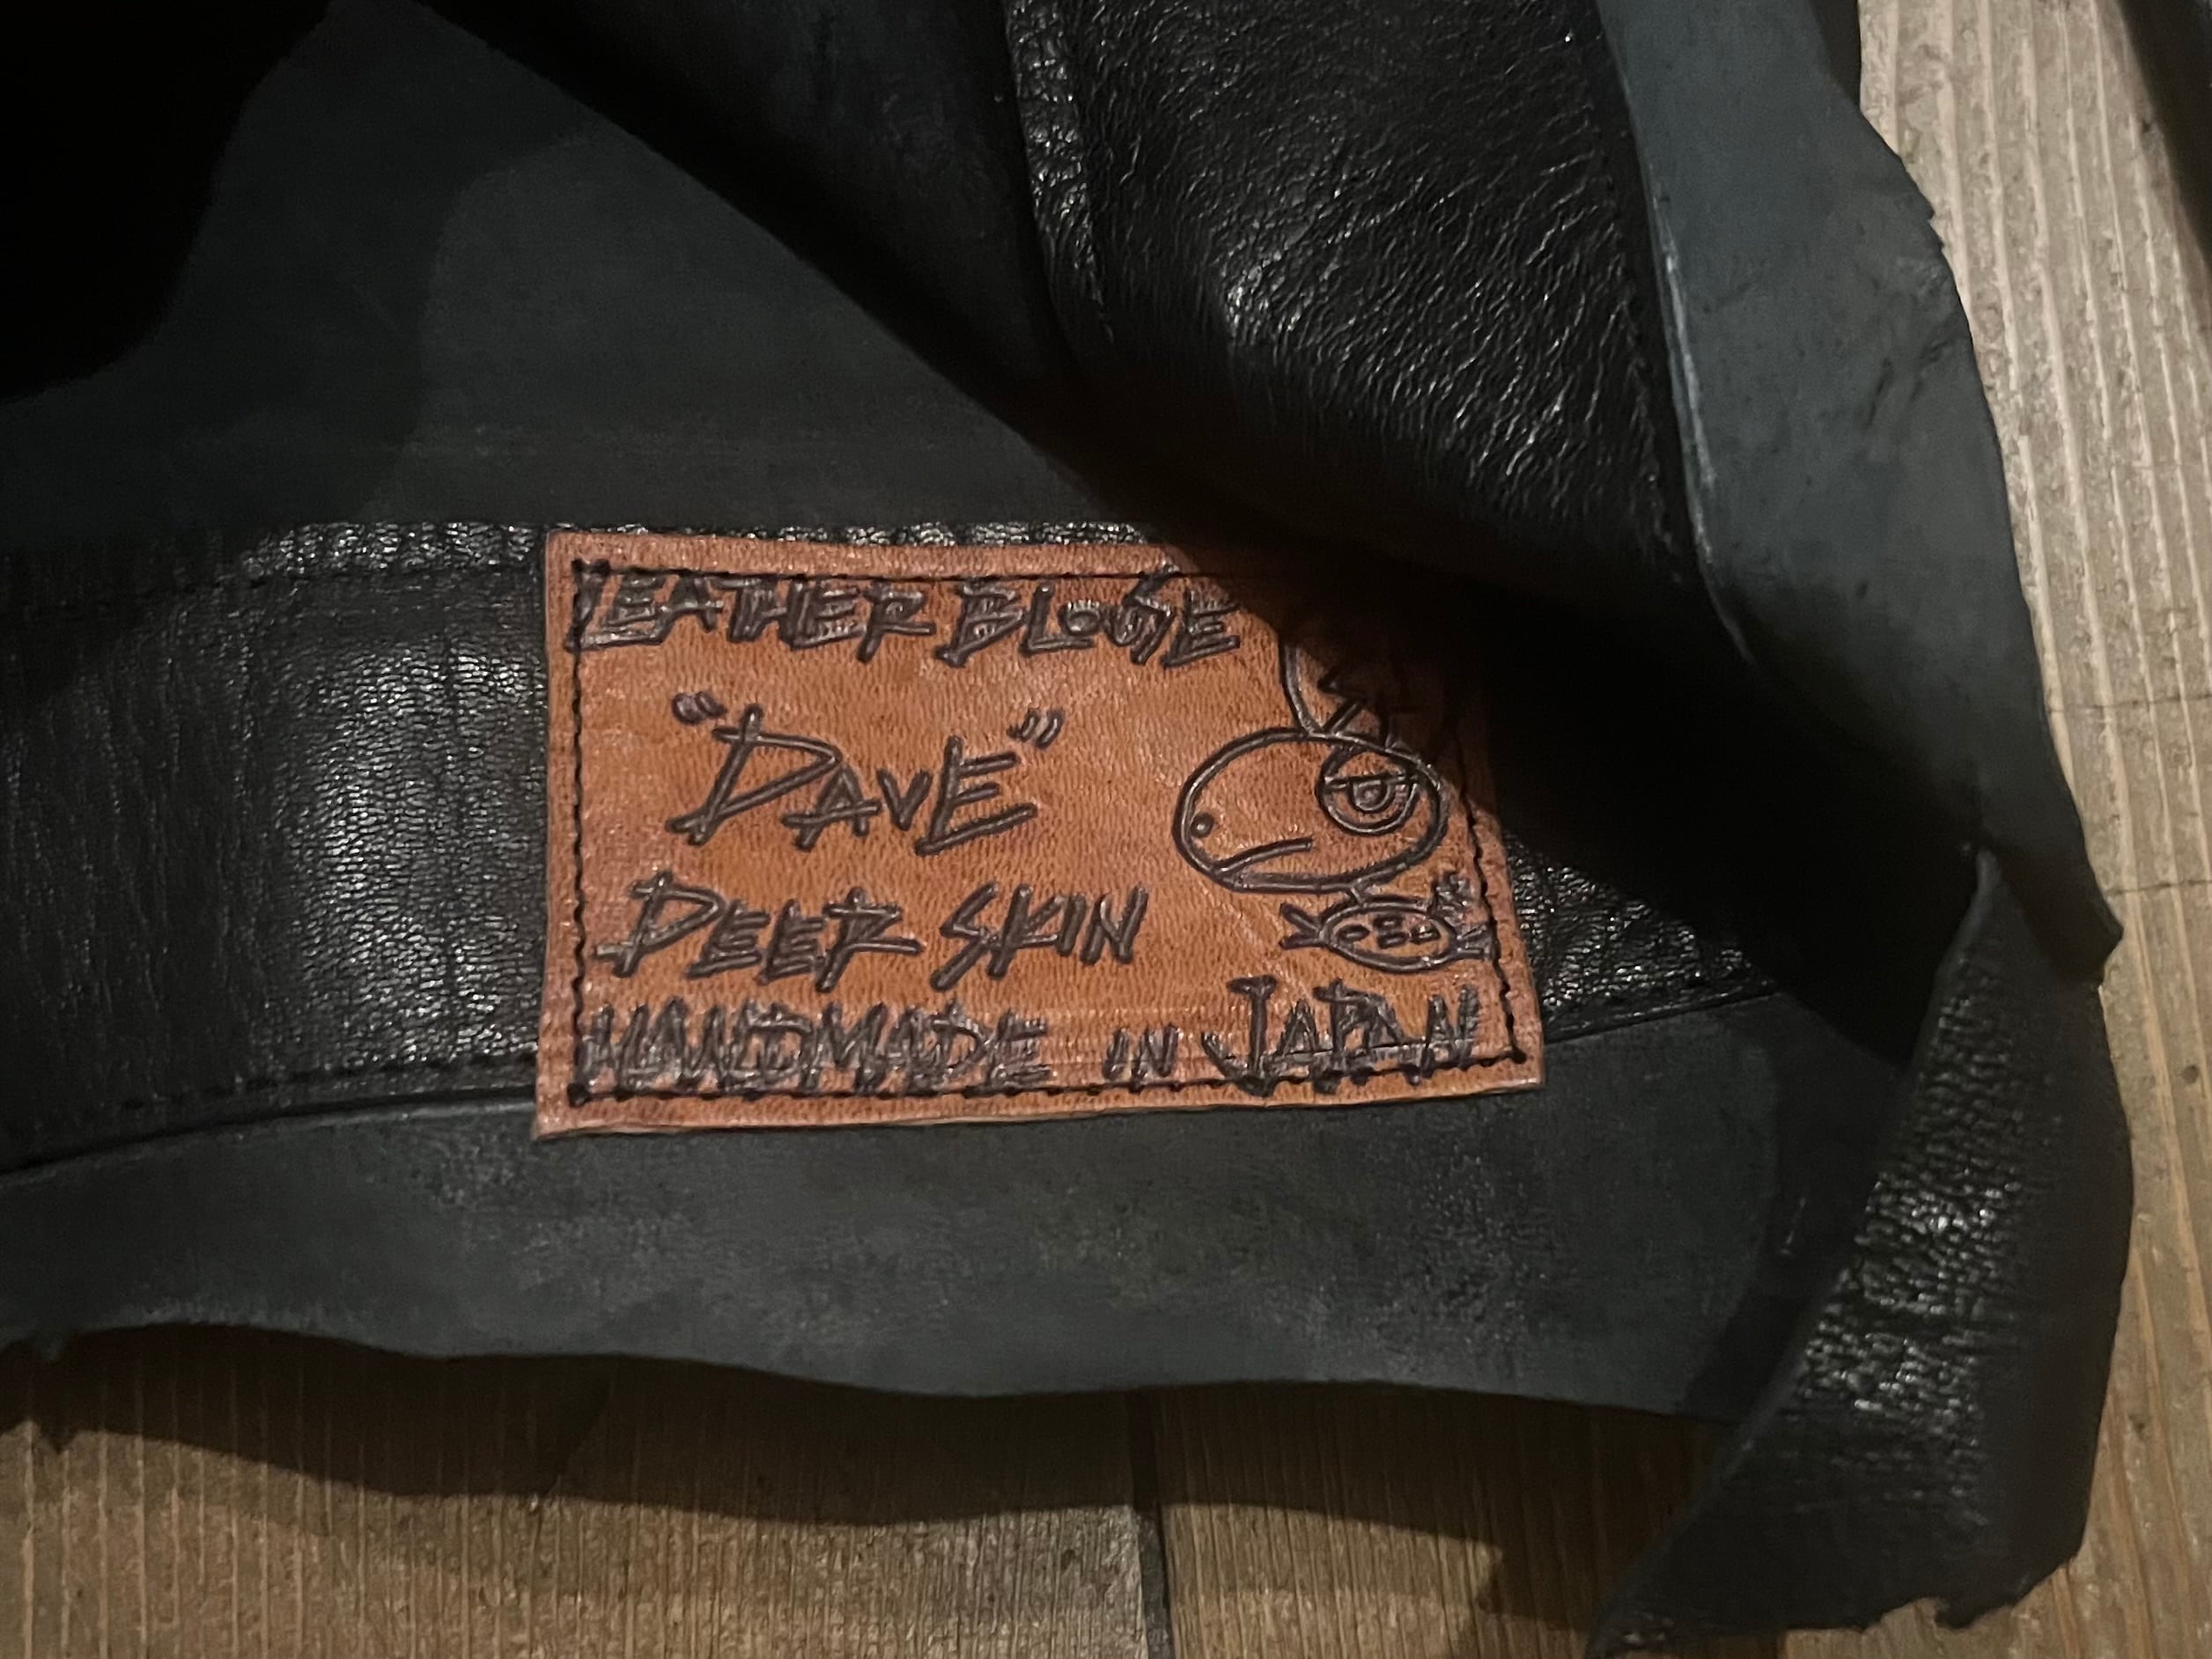 LEATHER BLOUSE
"DAVE"
DEER SKIN
HANDMADE IN JAPAN